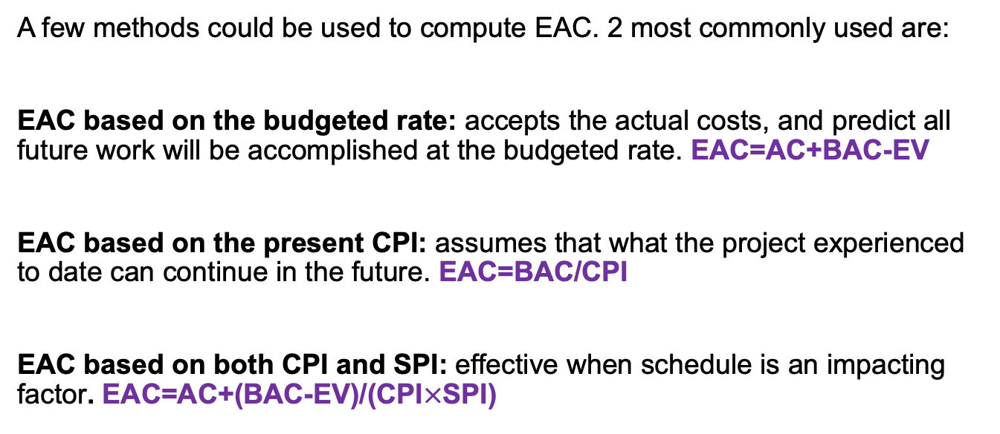 A few methods could be used to compute EAC. 2 most commonly used are:
EAC based on the budgeted rate: accepts the actual costs, and predict all
future work will be accomplished at the budgeted rate. EAC=AC+BAC-EV
EAC based on the present CPI: assumes that what the project experienced
to date can continue in the future. EAC=BAC/CPI
EAC based on both CPI and SPI: effective when schedule is an impacting
factor. EAC=AC+(BAC-EV)/(CPI×SPI)